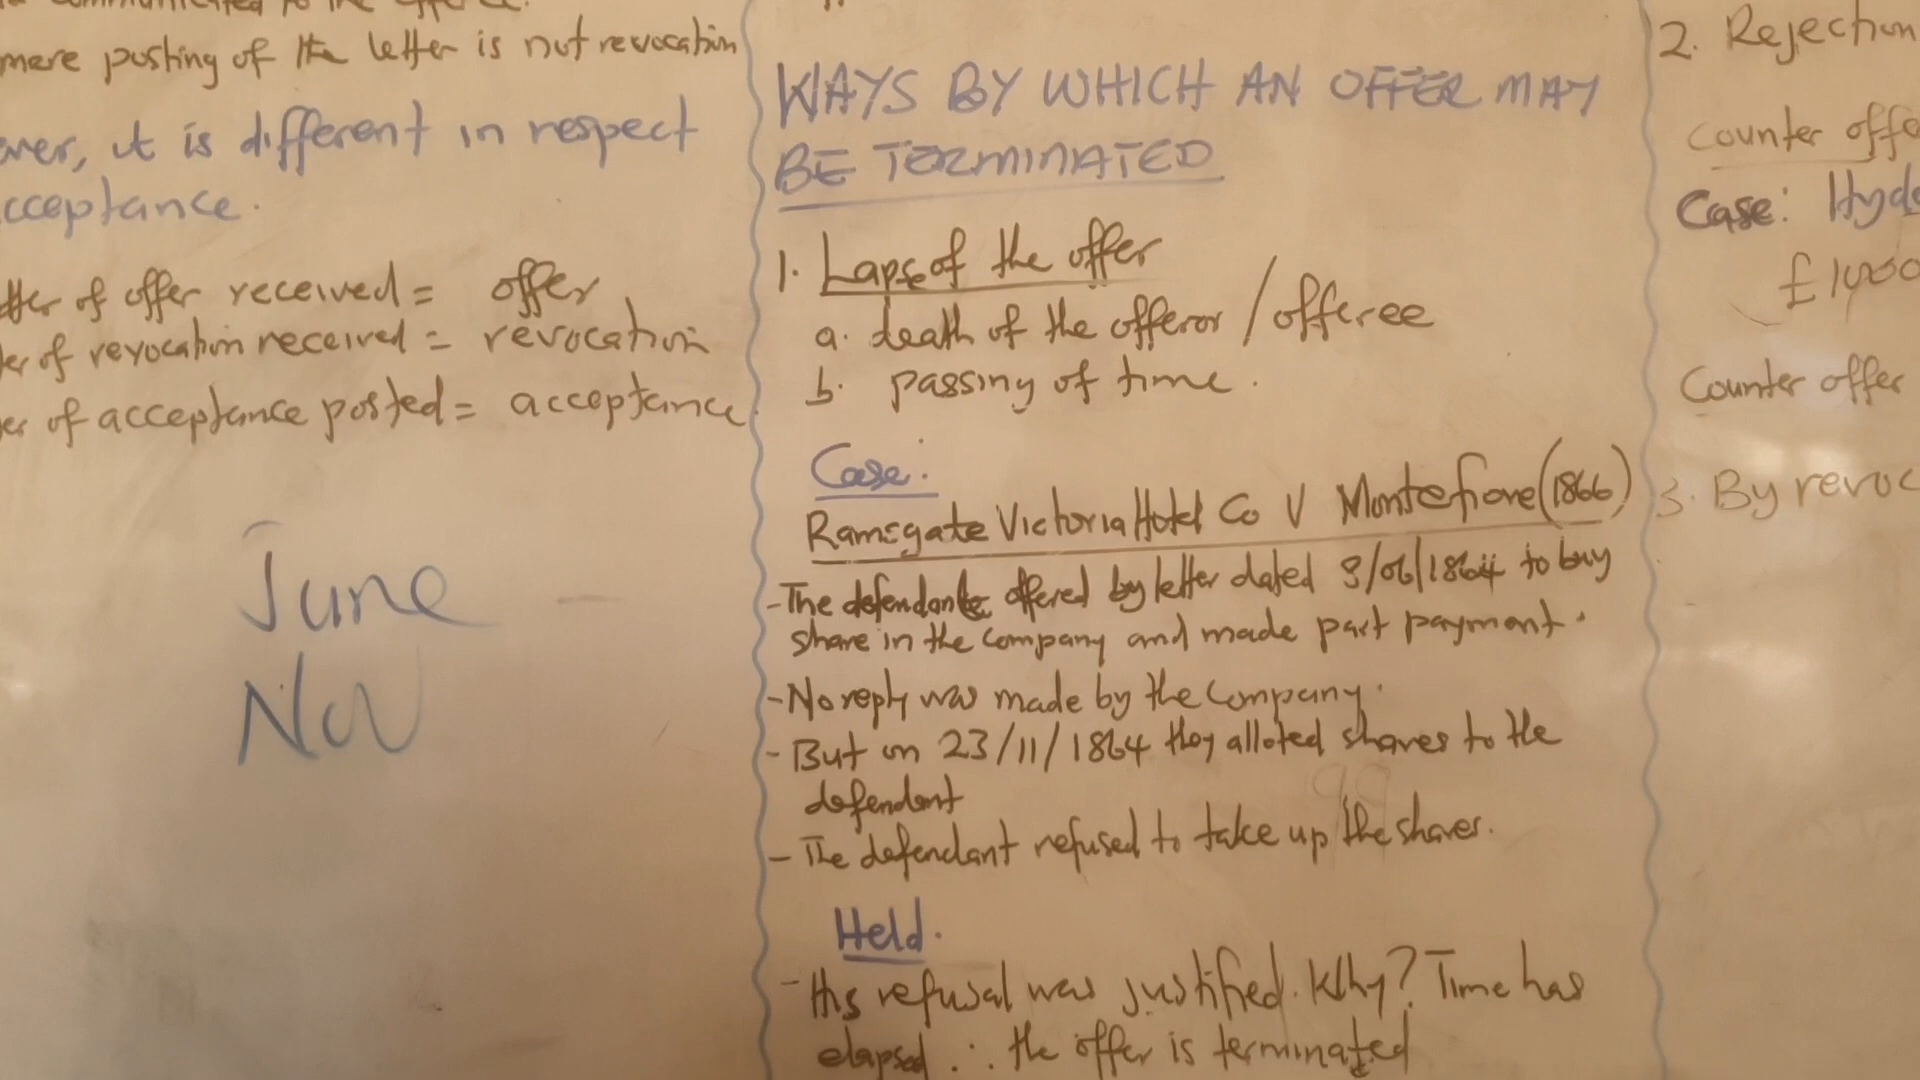 mere posting of the letter is not revocation
ever, it is different in respect
cceptance.
tter of offer received = offer
er of revocation received = revocation
er of acceptance posted = acceptance
June
Nov
WAYS BY WHICH AN OFFER MAY
BE TERMINATED
1. Lapse of the offer
a. death of the offeror / offeree
b. passing of time.
Case:
Ramsgate Victoria Hotel Co V Montefiore (1866)
- The defendant offered by letter dated 8/06/1864 to buy
share in the company and made part payment.
- No reply was made by the company.
- But on 23/11/1864 they alloted shares to the
defendant
- The defendant refused to take up the shares.
Held.
- His refusal was justified. Why? Time has
elapsed ∴ the offer is terminated
2. Rejection
Counter offe
Case: Hyde
£1000
Counter offer
3. By revoc